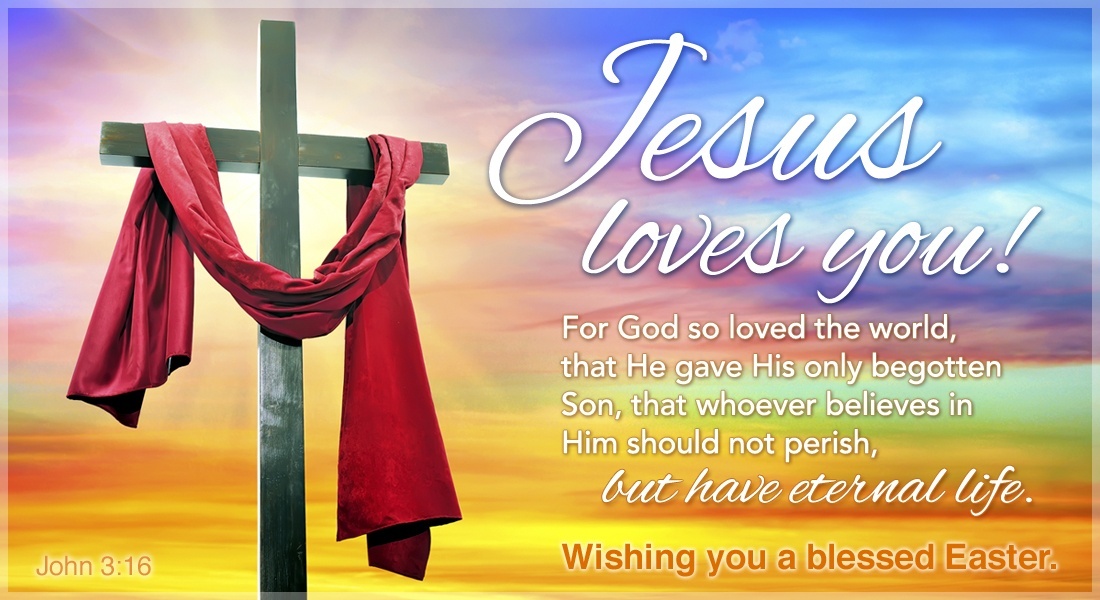 Jesus
loves you!
For God so loved the world,
that He gave His only begotten
Son, that whoever believes in
Him should not perish,
but have eternal life.
Wishing you a blessed Easter.
John 3:16